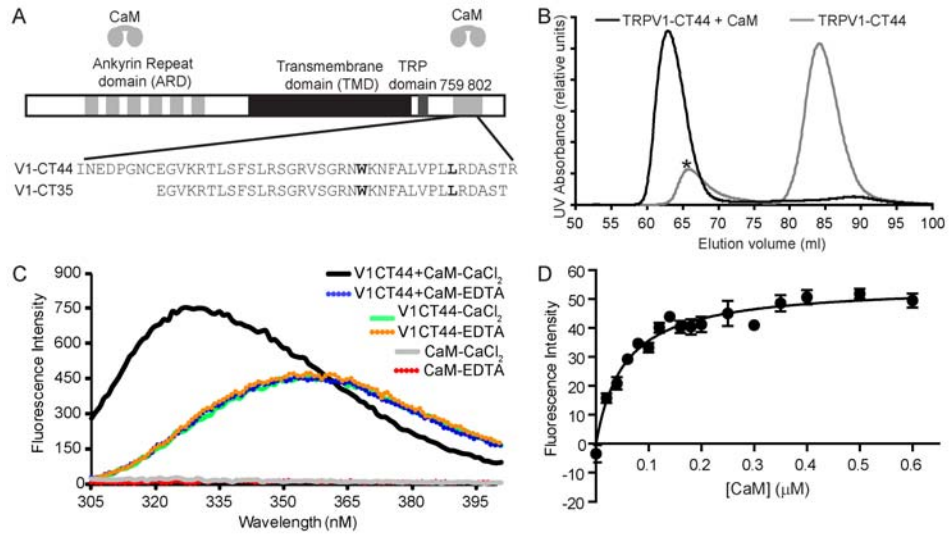 A
CaM
CaM
Ankyrin Repeat
domain (ARD)
Transmembrane
domain (TMD)
TRP
domain
759 802
V1-CT44 INEDPGNCEGVKRTLSFSLRSGRVSGRNWKNFALVPLLRDASTR
V1-CT35 EGVKRTLSFSLRSGRVSGRNWKNFALVPLLRDAST
B
TRPV1-CT44 + CaM
TRPV1-CT44
UV Absorbance (relative units)
*
50 55 60 65 70 75 80 85 90 95 100
Elution volume (ml)
C
900
750
600
450
300
150
0
Fluorescence Intensity
V1CT44+CaM-CaCl2
V1CT44+CaM-EDTA
V1CT44-CaCl2
V1CT44-EDTA
CaM-CaCl2
CaM-EDTA
305 320 335 350 365 380 395
Wavelength (nM)
D
60
50
40
30
20
10
0
-10
-20
Fluorescence Intensity
0.1 0.2 0.3 0.4 0.5 0.6
[CaM] (μM)